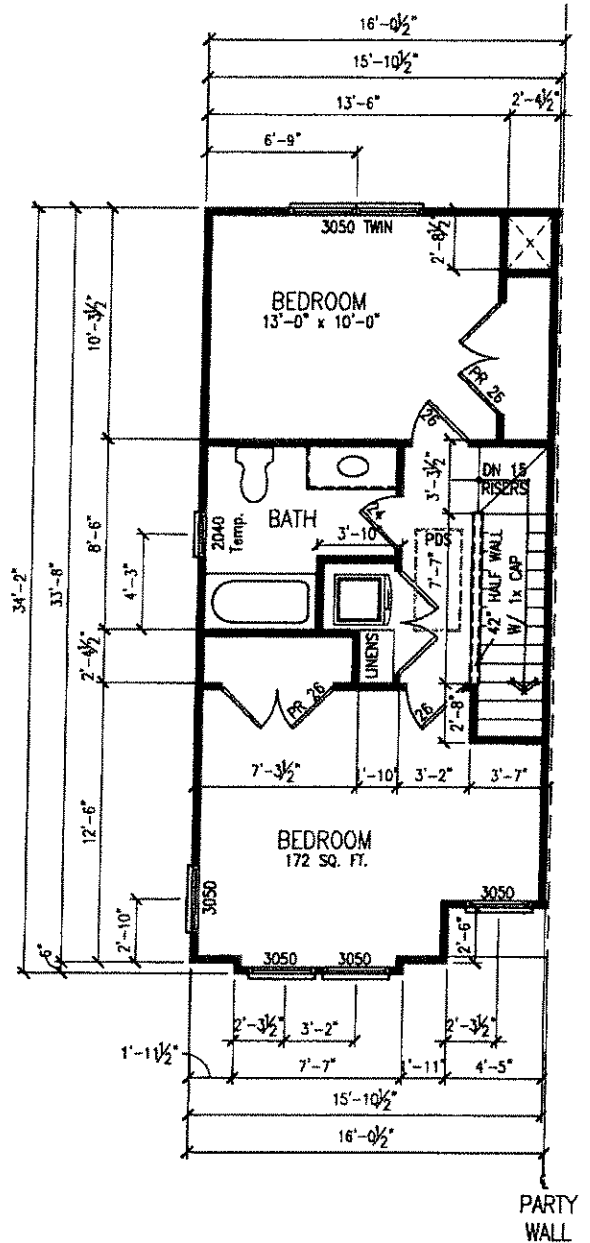 16'-0½"
15'-10½"
13'-6"
2'-4½"
6'-9"
3050 TWIN
2'-8½"
X
BEDROOM
13'-0" x 10'-0"
PR 26
26
10'-3½"
3'-3½"
DN 15
RISERS
BATH
2040
Temp.
3'-10"
PDS
7'-7"
42" HALF WALL
W/ 1x CAP
8'-6"
4'-3"
34'-2"
33'-8"
2'-4½"
LINENS
PR 26
26
2'-8"
7'-3½"
1'-10"
3'-2"
3'-7"
12'-6"
BEDROOM
172 SQ. FT.
3050
2'-10"
3050
2'-6"
6"
3050
3050
2'-3½"
3'-2"
2'-3½"
1'-11½"
7'-7"
1'-11"
4'-5"
15'-10½"
16'-0½"
PARTY
WALL